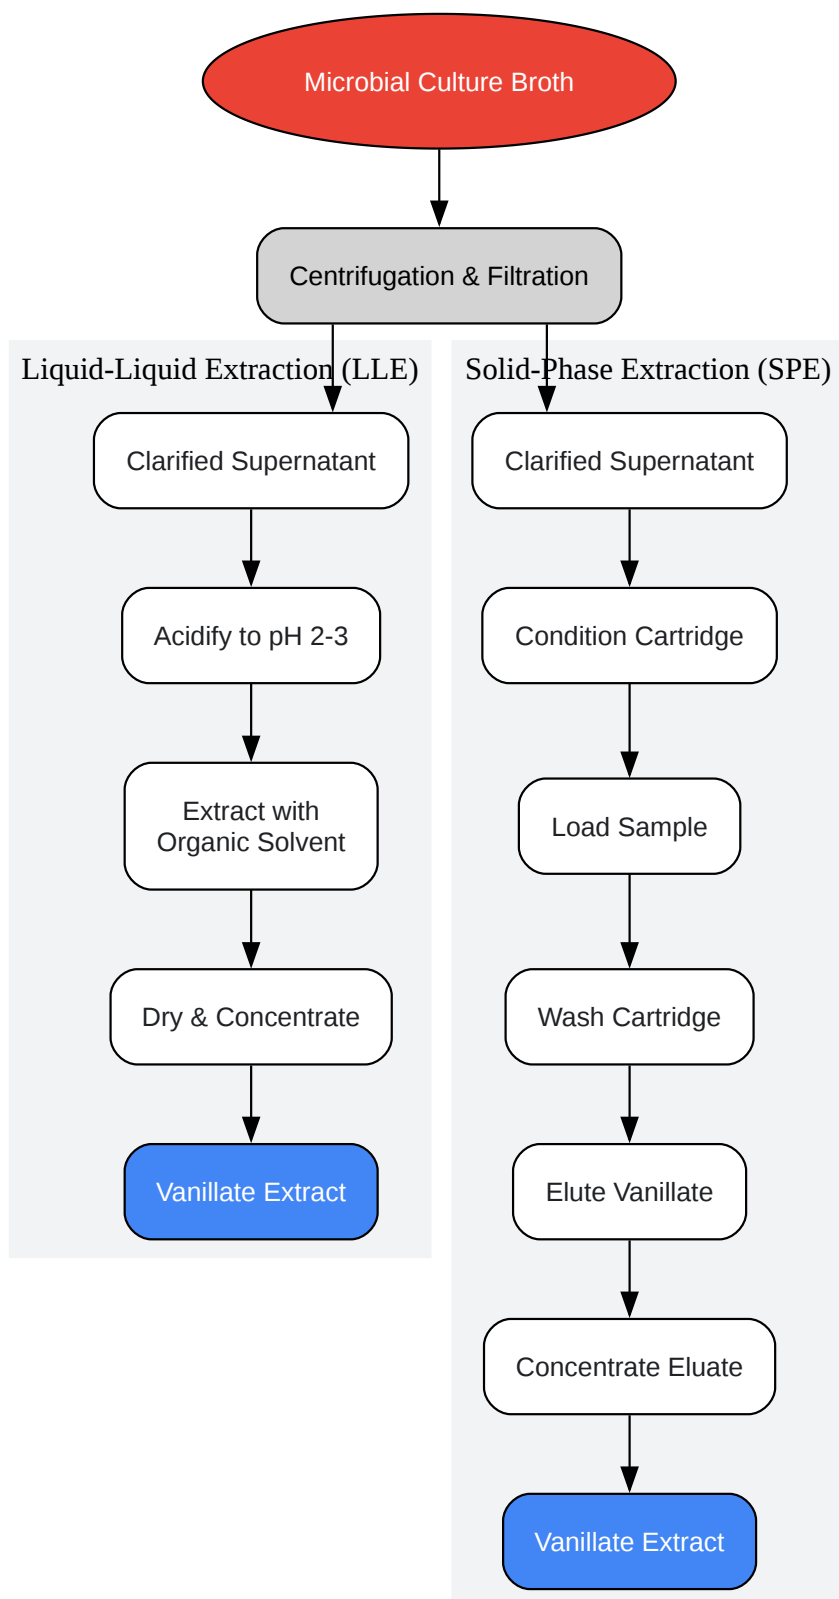 Microbial Culture Broth
Centrifugation & Filtration
Liquid-Liquid Extraction (LLE)
Clarified Supernatant
Acidify to pH 2-3
Extract with
Organic Solvent
Dry & Concentrate
Vanillate Extract
Solid-Phase Extraction (SPE)
Clarified Supernatant
Condition Cartridge
Load Sample
Wash Cartridge
Elute Vanillate
Concentrate Eluate
Vanillate Extract